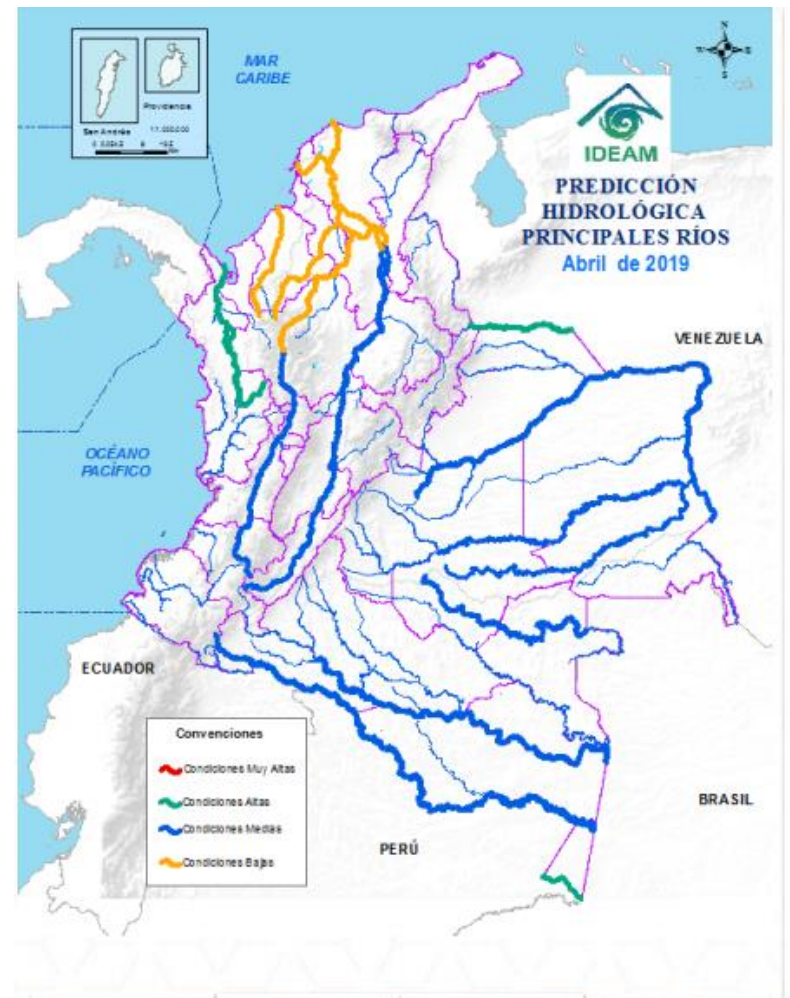 MAR
CARIBE
N
E
S
Providencia
San Andrés
IDEAM
PREDICCIÓN
HIDROLÓGICA
PRINCIPALES RÍOS
Abril de 2019
VENEZUELA
OCÉANO
PACÍFICO
ECUADOR
Convenciones
Condiciones Muy Altas
Condiciones Altas
Condiciones Medias
Condiciones Bajas
PERÚ
BRASIL